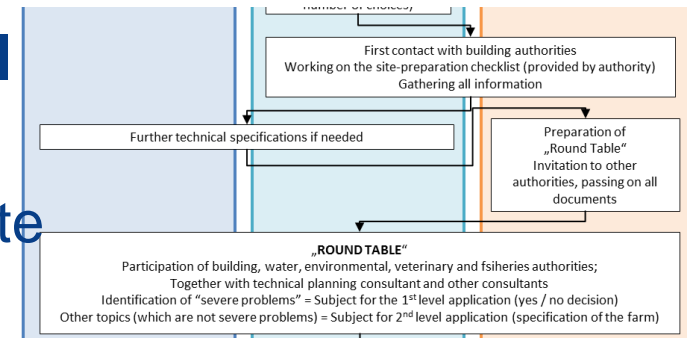 number of choices)
First contact with building authorities
Working on the site-preparation checklist (provided by authority)
Gathering all information
Further technical specifications if needed
Preparation of
„Round Table“
Invitation to other
authorities, passing on all
documents
te
„ROUND TABLE“
Participation of building, water, environmental, veterinary and fsiheries authorities;
Together with technical planning consultant and other consultants
Identification of “severe problems” = Subject for the 1st level application (yes / no decision)
Other topics (which are not severe problems) = Subject for 2nd level application (specification of the farm)